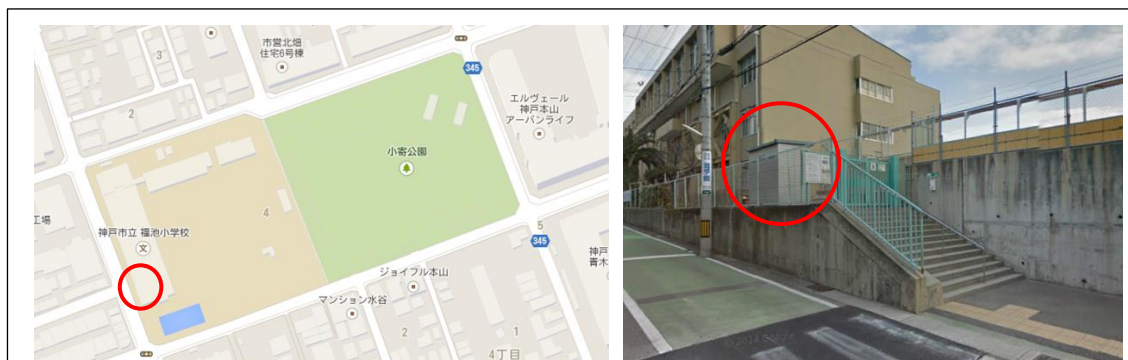 市営北畑
住宅6号棟
3
2
345
エルヴェール
神戸本山
アーバンライフ
小寄公園
4
工場
神戸市立 福池小学校
文
5
345
神戸
青木
ジョイフル本山
マンション水谷
2
1
4丁目